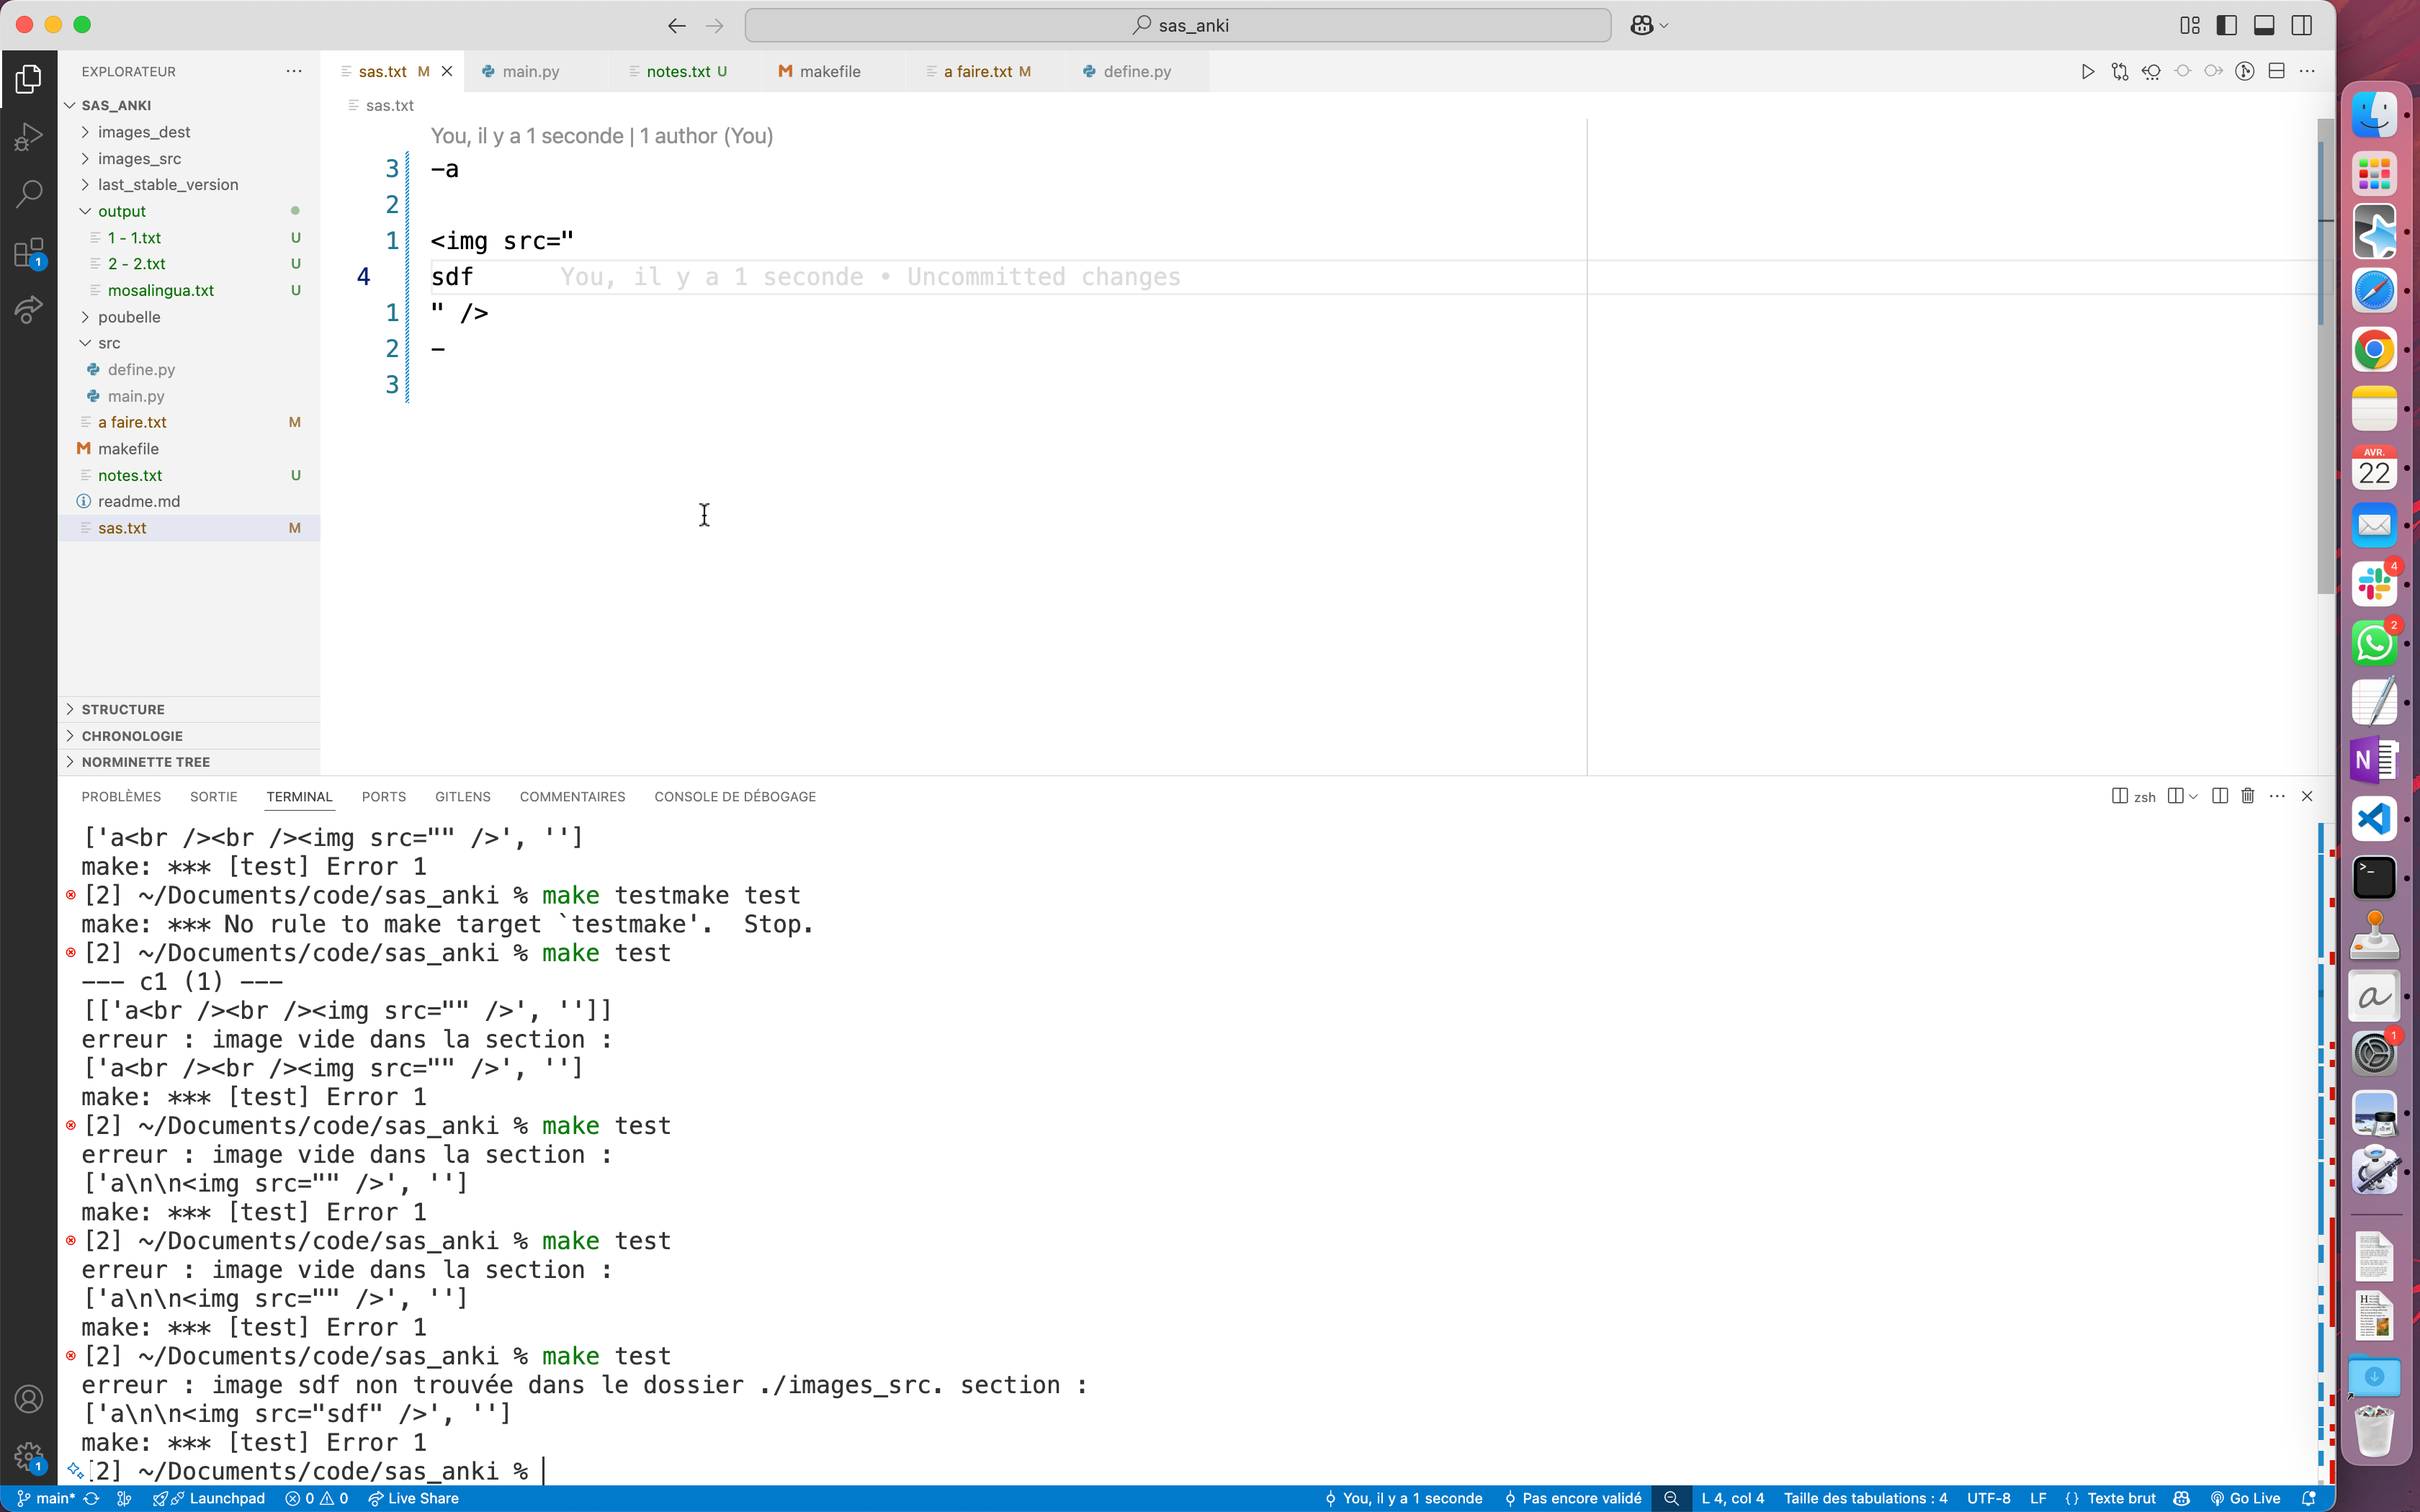 sas_anki
EXPLORATEUR
SAS_ANKI
images_dest
images_src
last_stable_version
output
1 - 1.txt U
2 - 2.txt U
mosalingua.txt U
poubelle
src
define.py
main.py
a faire.txt M
makefile
notes.txt U
readme.md
sas.txt M
STRUCTURE
CHRONOLOGIE
NORMINETTE TREE
sas.txt M
main.py
notes.txt U
makefile
a faire.txt M
define.py
sas.txt
You, il y a 1 seconde | 1 author (You)
3 -a
2
1 <img src="
4 sdf You, il y a 1 seconde • Uncommitted changes
1 " />
2 -
3
PROBLÈMES SORTIE TERMINAL PORTS GITLENS COMMENTAIRES CONSOLE DE DÉBOGAGE
zsh
['a<br /><br /><img src="" />', '']
make: *** [test] Error 1
[2] ~/Documents/code/sas_anki % make testmake test
make: *** No rule to make target `testmake'.  Stop.
[2] ~/Documents/code/sas_anki % make test
--- c1 (1) ---
[['a<br /><br /><img src="" />', '']]
erreur : image vide dans la section :
['a<br /><br /><img src="" />', '']
make: *** [test] Error 1
[2] ~/Documents/code/sas_anki % make test
erreur : image vide dans la section :
['a\n\n<img src="" />', '']
make: *** [test] Error 1
[2] ~/Documents/code/sas_anki % make test
erreur : image vide dans la section :
['a\n\n<img src="" />', '']
make: *** [test] Error 1
[2] ~/Documents/code/sas_anki % make test
erreur : image sdf non trouvée dans le dossier ./images_src. section :
['a\n\n<img src="sdf" />', '']
make: *** [test] Error 1
[2] ~/Documents/code/sas_anki %
main* Launchpad 0 0 Live Share
You, il y a 1 seconde Pas encore validé L 4, col 4 Taille des tabulations : 4 UTF-8 LF {} Texte brut Go Live
AVR.
22
4
2
N
>_
a
1
1
1